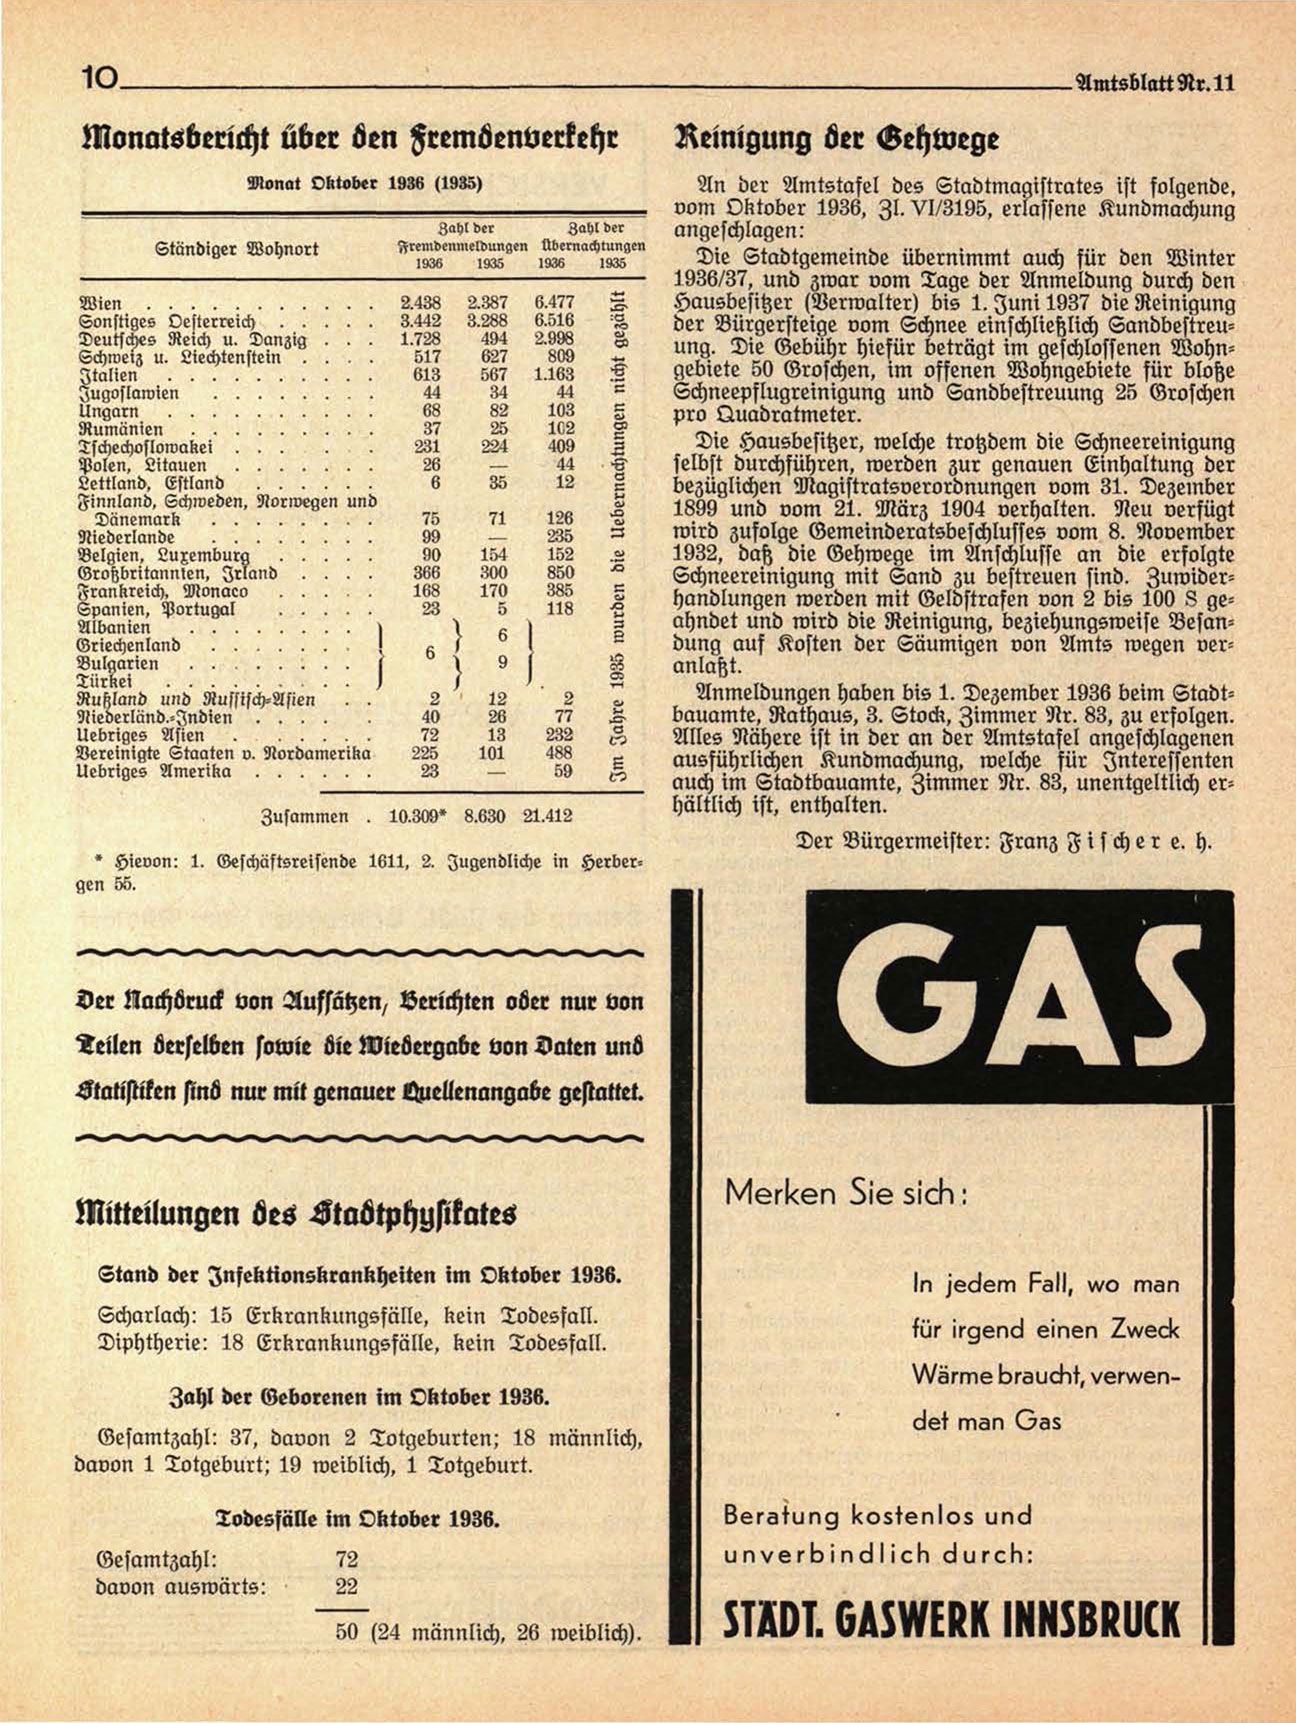 10
Amtsblatt Nr. 11
Monatsbericht über den Fremdenverkehr
Monat Oktober 1936 (1935)
Ständiger Wohnort
Zahl der Fremdenmeldungen
Zahl der Übernachtungen
1936 1935 1936 1935
Wien . . . . . . . . . . 2.438 2.387 6.477
Sonstiges Oesterreich . . . . . 3.442 3.288 6.516
Deutsches Reich u. Danzig . . . 1.728 494 2.998
Schweiz u. Liechtenstein . . . . 517 627 809
Italien . . . . . . . . . . 613 567 1.163
Jugoslawien . . . . . . . . 44 34 44
Ungarn . . . . . . . . . . 68 82 103
Rumänien . . . . . . . . . 37 25 102
Tschechoslowakei . . . . . . 231 224 409
Polen, Litauen . . . . . . . 26 — 44
Lettland, Estland . . . . . . 6 35 12
Finnland, Schweden, Norwegen und
Dänemark . . . . . . . . 75 71 126
Niederlande . . . . . . . . 99 — 235
Belgien, Luxemburg . . . . . 90 154 152
Großbritannien, Irland . . . . 366 300 850
Frankreich, Monaco . . . . . 168 170 385
Spanien, Portugal . . . . . 23 5 118
Albanien . . . . . . . .
Griechenland . . . . . . . 6 6
Bulgarien . . . . . . . . 9
Türkei . . . . . . . . .
Rußland und Russisch-Asien . . 2 12 2
Niederländ.-Indien . . . . . 40 26 77
Uebriges Asien . . . . . . . 72 13 232
Vereinigte Staaten v. Nordamerika 225 101 488
Uebriges Amerika . . . . . . 23 — 59
Im Jahre 1935 wurden die Uebernachtungen nicht gezählt
Zusammen . 10.309* 8.630 21.412
* Hievon: 1. Geschäftsreisende 1611, 2. Jugendliche in Herber-
gen 55.
Der Nachdruck von Aufsätzen, Berichten oder nur von
Teilen derselben sowie die Wiedergabe von Daten und
Statistiken sind nur mit genauer Quellenangabe gestattet.
Mitteilungen des Stadtphysikates
Stand der Infektionskrankheiten im Oktober 1936.
Scharlach: 15 Erkrankungsfälle, kein Todesfall.
Diphtherie: 18 Erkrankungsfälle, kein Todesfall.
Zahl der Geborenen im Oktober 1936.
Gesamtzahl: 37, davon 2 Totgeburten; 18 männlich,
davon 1 Totgeburt; 19 weiblich, 1 Totgeburt.
Todesfälle im Oktober 1936.
Gesamtzahl: 72
davon auswärts: 22
50 (24 männlich, 26 weiblich).
Reinigung der Gehwege
An der Amtstafel des Stadtmagistrates ist folgende,
vom Oktober 1936, Zl. VI/3195, erlassene Kundmachung
angeschlagen:
Die Stadtgemeinde übernimmt auch für den Winter
1936/37, und zwar vom Tage der Anmeldung durch den
Hausbesitzer (Verwalter) bis 1. Juni 1937 die Reinigung
der Bürgersteige vom Schnee einschließlich Sandbestreu-
ung. Die Gebühr hiefür beträgt im geschlossenen Wohn-
gebiete 50 Groschen, im offenen Wohngebiete für bloße
Schneepflugreinigung und Sandbestreuung 25 Groschen
pro Quadratmeter.
Die Hausbesitzer, welche trotzdem die Schneereinigung
selbst durchführen, werden zur genauen Einhaltung der
bezüglichen Magistratsverordnungen vom 31. Dezember
1899 und vom 21. März 1904 verhalten. Neu verfügt
wird zufolge Gemeinderatsbeschlusses vom 8. November
1932, daß die Gehwege im Anschlusse an die erfolgte
Schneereinigung mit Sand zu bestreuen sind. Zuwider-
handlungen werden mit Geldstrafen von 2 bis 100 S ge-
ahndet und wird die Reinigung, beziehungsweise Besan-
dung auf Kosten der Säumigen von Amts wegen ver-
anlaßt.
Anmeldungen haben bis 1. Dezember 1936 beim Stadt-
bauamte, Rathaus, 3. Stock, Zimmer Nr. 83, zu erfolgen.
Alles Nähere ist in der an der Amtstafel angeschlagenen
ausführlichen Kundmachung, welche für Interessenten
auch im Stadtbauamte, Zimmer Nr. 83, unentgeltlich er-
hältlich ist, enthalten.
Der Bürgermeister: Franz Fischer e. h.
GAS
Merken Sie sich:
In jedem Fall, wo man
für irgend einen Zweck
Wärme braucht, verwen-
det man Gas
Beratung kostenlos und
unverbindlich durch:
STÄDT. GASWERK INNSBRUCK